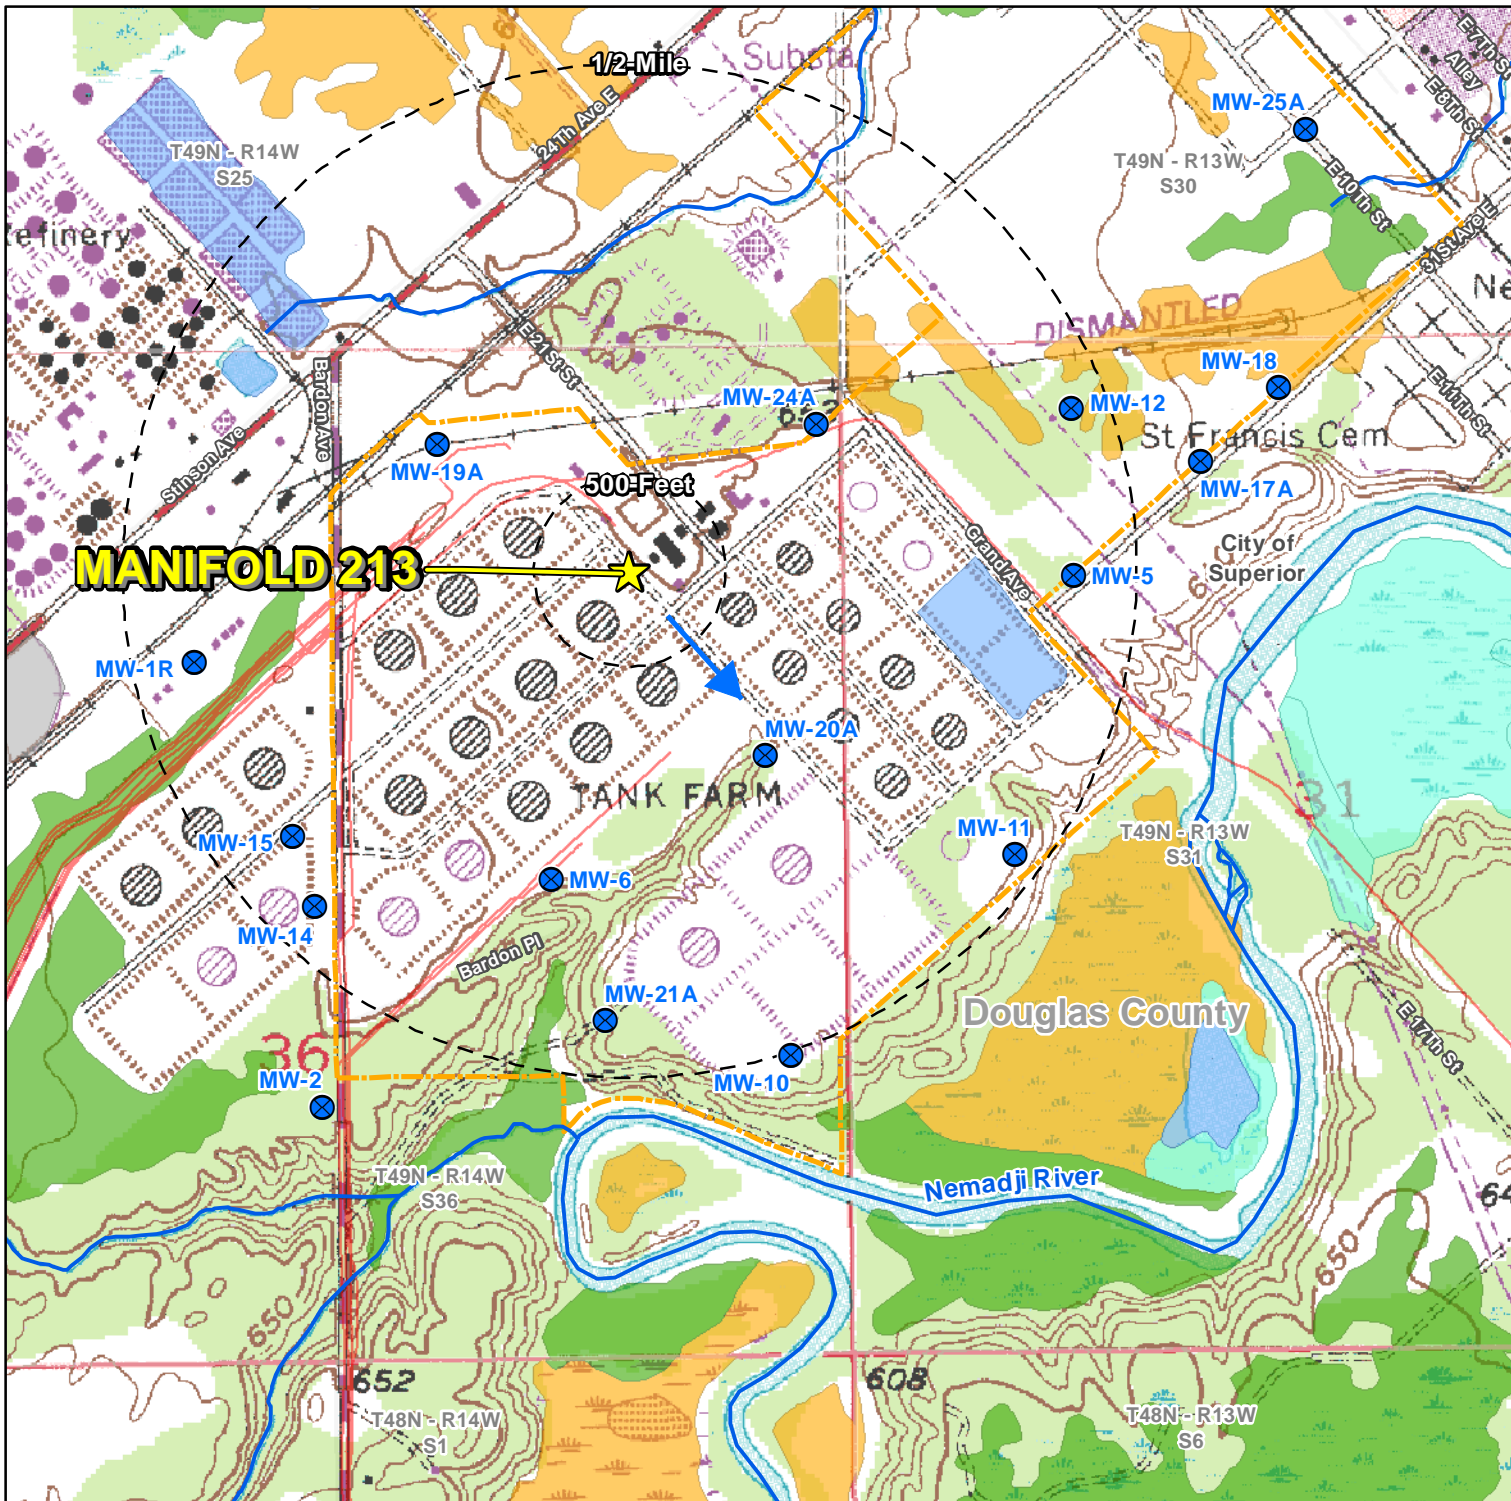 1/2-Mile
Substa
E 7Th St
Alley
E 8Th St
MW-25A
24Th Ave E
T49N - R14W
S25
T49N - R13W
S30
E 10Th St
efinery
31St Ave E
Ne
DISMANTLED
E 21St St
Bardon Ave
MW-18
MW-24A
MW-12
E 11Th St
St Francis Cem
MW-19A
Stinson Ave
500-Feet
MW-17A
Grand Ave
City of
Superior
MANIFOLD 213
MW-5
MW-1R
MW-20A
TANK FARM
31
MW-15
MW-11
T49N - R13W
S31
MW-6
MW-14
Bardon Pl
MW-21A
Douglas County
36
E 17Th St
MW-2
MW-10
T49N - R14W
S36
Nemadji River
64
650
650
652
608
T48N - R14W
S1
T48N - R13W
S6